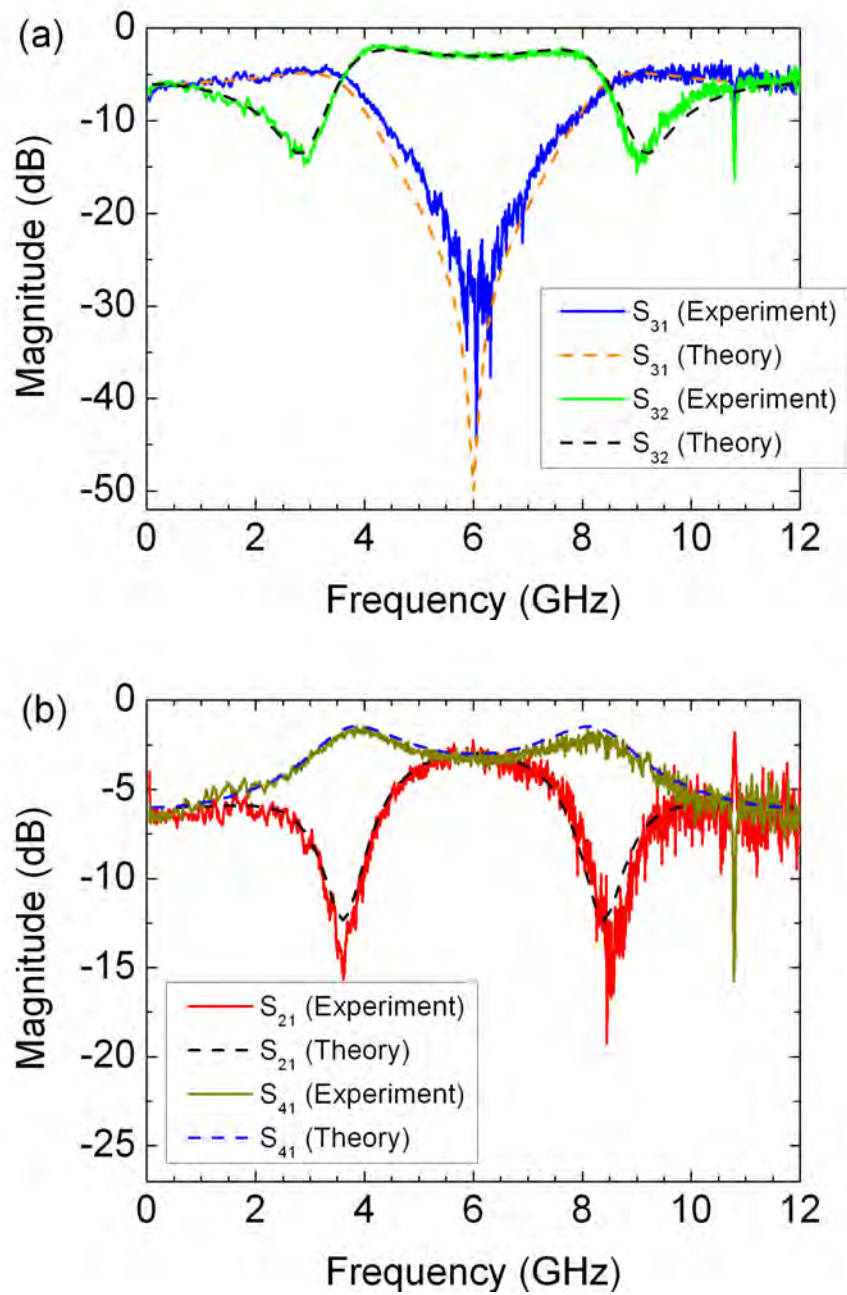 (a)
0
-10
-20
-30
-40
-50
Magnitude (dB)
S31 (Experiment)
S31 (Theory)
S32 (Experiment)
S32 (Theory)
0 2 4 6 8 10 12
Frequency (GHz)
(b)
0
-5
-10
-15
-20
-25
Magnitude (dB)
S21 (Experiment)
S21 (Theory)
S41 (Experiment)
S41 (Theory)
0 2 4 6 8 10 12
Frequency (GHz)